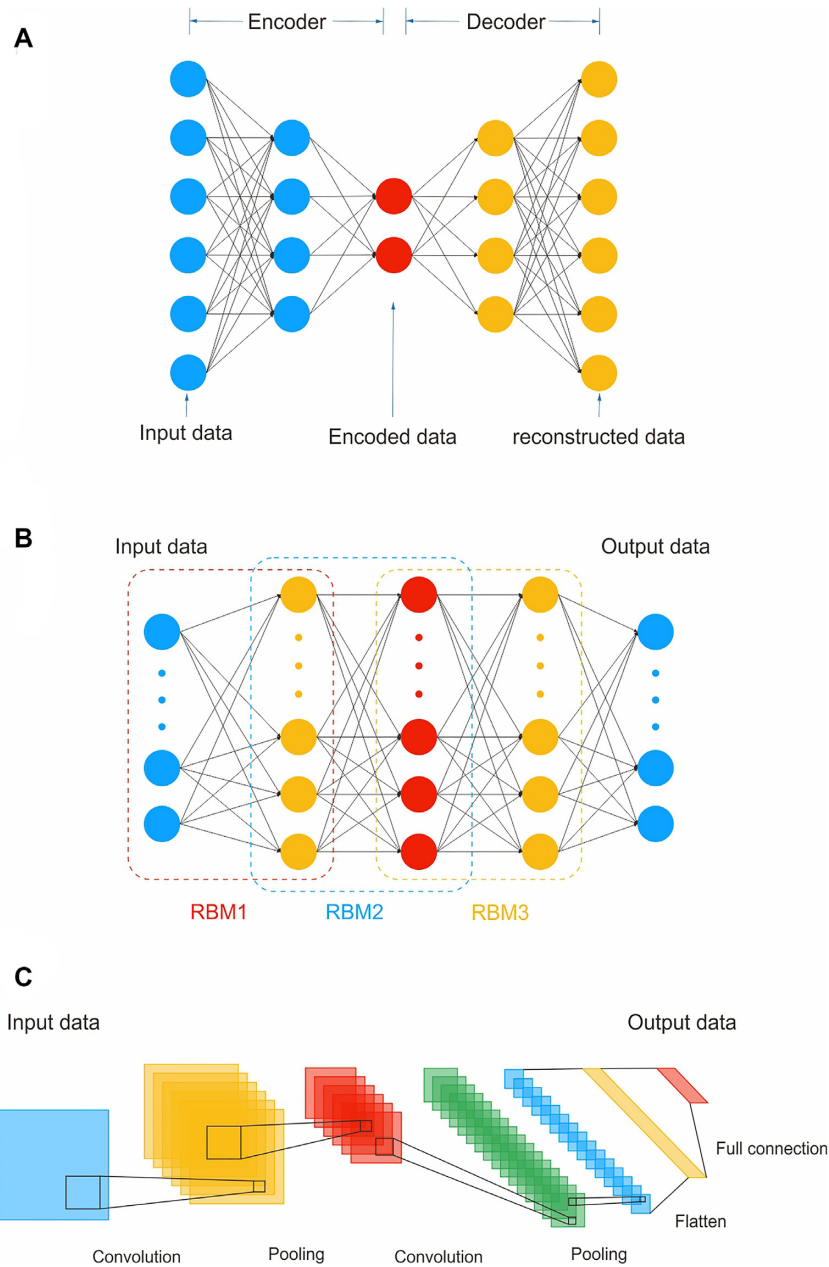 Encoder
Decoder
A
Input data
Encoded data
reconstructed data
B
Input data
Output data
RBM1
RBM2
RBM3
C
Input data
Output data
Full connection
Flatten
Convolution
Pooling
Convolution
Pooling